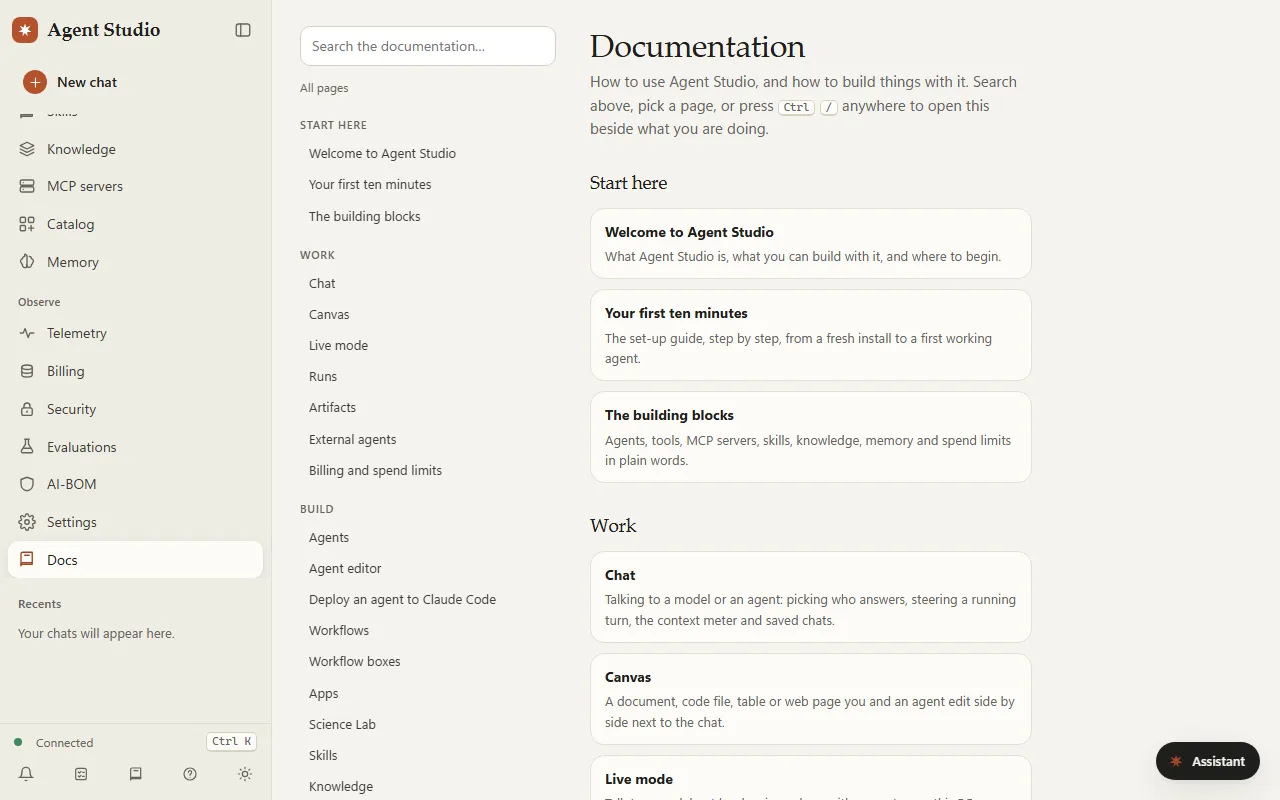 Agent Studio
New chat
Skills
Knowledge
MCP servers
Catalog
Memory
Observe
Telemetry
Billing
Security
Evaluations
AI-BOM
Settings
Docs
Recents
Your chats will appear here.
Connected
Ctrl K
Search the documentation...
All pages
START HERE
Welcome to Agent Studio
Your first ten minutes
The building blocks
WORK
Chat
Canvas
Live mode
Runs
Artifacts
External agents
Billing and spend limits
BUILD
Agents
Agent editor
Deploy an agent to Claude Code
Workflows
Workflow boxes
Apps
Science Lab
Skills
Knowledge
Documentation
How to use Agent Studio, and how to build things with it. Search
above, pick a page, or press Ctrl / anywhere to open this
beside what you are doing.
Start here
Welcome to Agent Studio
What Agent Studio is, what you can build with it, and where to begin.
Your first ten minutes
The set-up guide, step by step, from a fresh install to a first working
agent.
The building blocks
Agents, tools, MCP servers, skills, knowledge, memory and spend limits
in plain words.
Work
Chat
Talking to a model or an agent: picking who answers, steering a running
turn, the context meter and saved chats.
Canvas
A document, code file, table or web page you and an agent edit side by
side next to the chat.
Live mode
Assistant